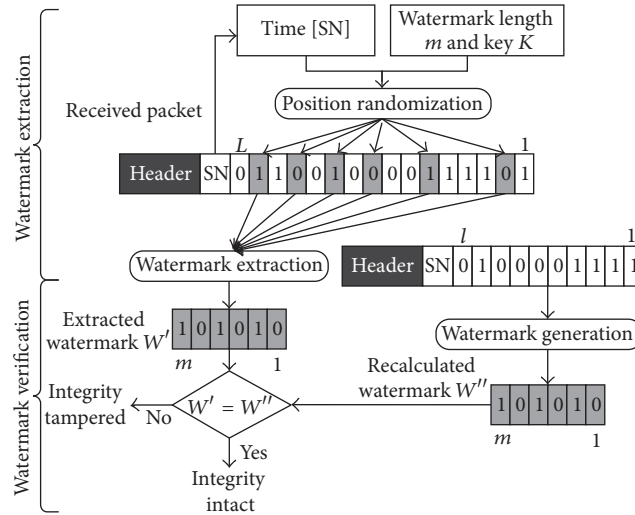 Time [SN]
Watermark length
m and key K
Watermark extraction
Received packet
Position randomization
L
1
Header SN 0 1 1 0 0 1 0 0 0 0 1 1 1 1 0 1
Watermark extraction
l
1
Header SN 0 1 0 0 0 0 1 1 1 1
Watermark verification
Extracted
watermark W′
1 0 1 0 1 0
m
1
Watermark generation
Recalculated
watermark W″
1 0 1 0 1 0
m
1
Integrity
tampered
No
W′ = W″
Yes
Integrity
intact